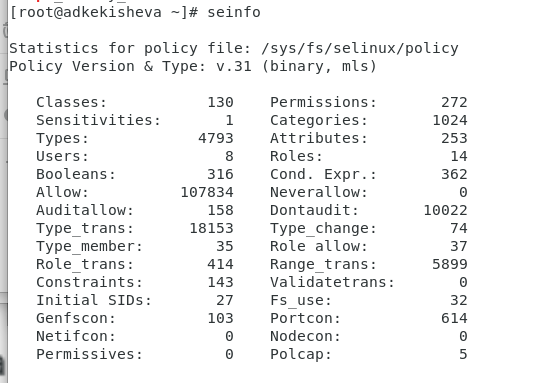 [root@adkekisheva ~]# seinfo
Statistics for policy file: /sys/fs/selinux/policy
Policy Version & Type: v.31 (binary, mls)
Classes: 130 Permissions: 272
Sensitivities: 1 Categories: 1024
Types: 4793 Attributes: 253
Users: 8 Roles: 14
Booleans: 316 Cond. Expr.: 362
Allow: 107834 Neverallow: 0
Auditallow: 158 Dontaudit: 10022
Type_trans: 18153 Type_change: 74
Type_member: 35 Role allow: 37
Role_trans: 414 Range_trans: 5899
Constraints: 143 Validatetrans: 0
Initial SIDs: 27 Fs_use: 32
Genfscon: 103 Portcon: 614
Netifcon: 0 Nodecon: 0
Permissives: 0 Polcap: 5